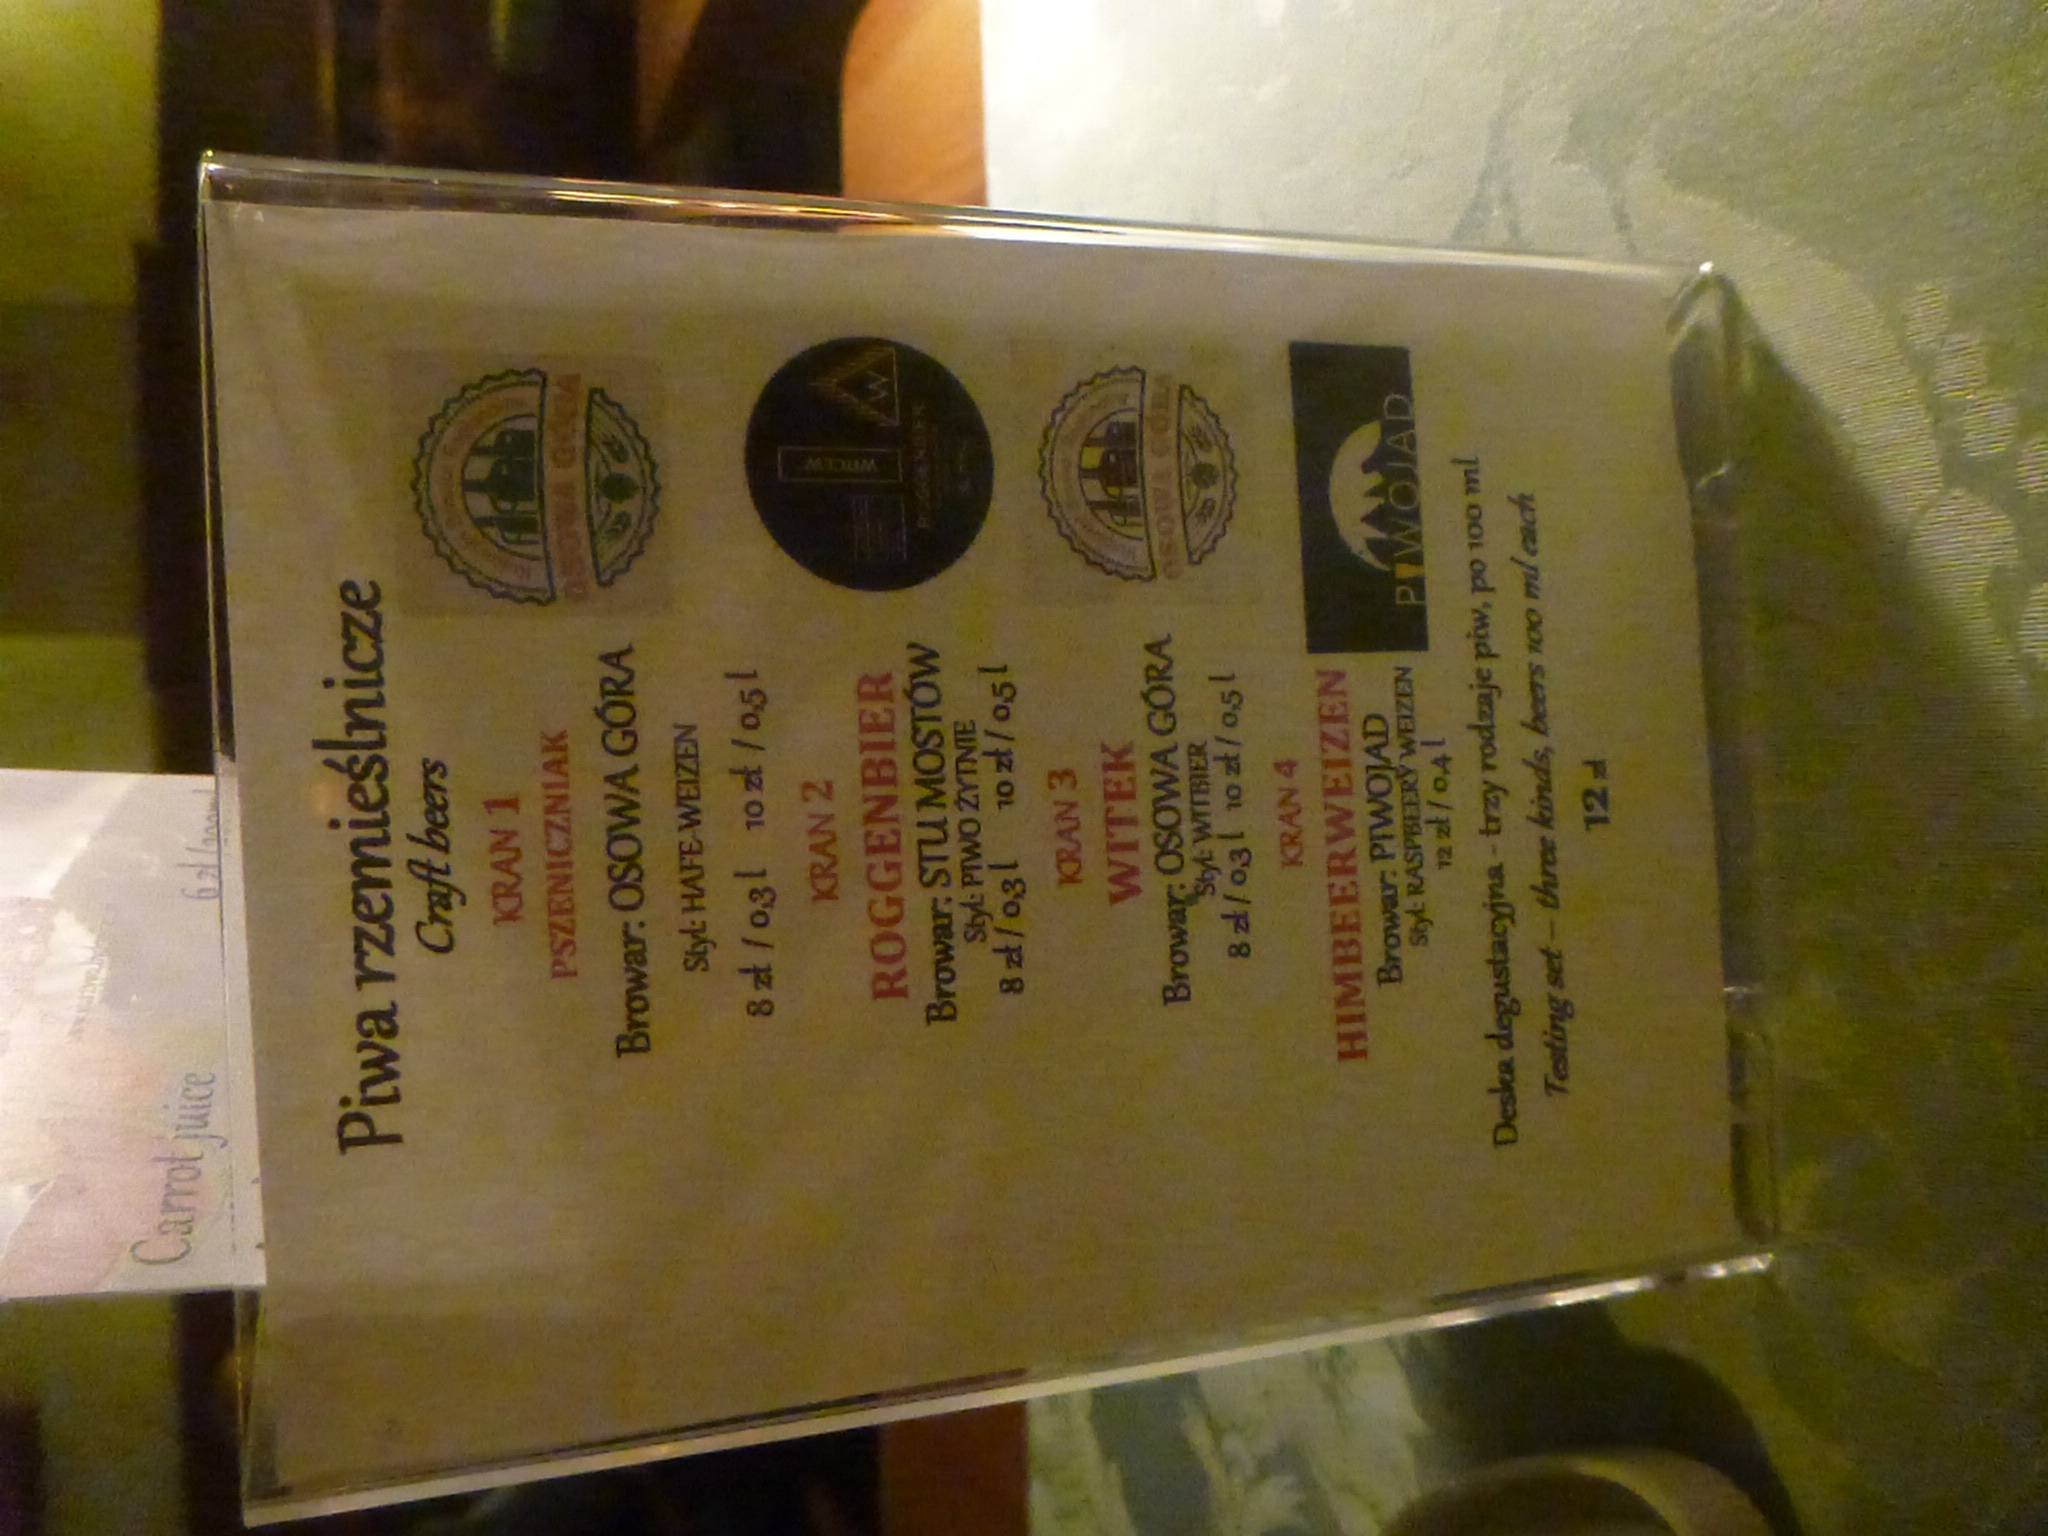 Carrot juice 6 zł/
Piwa rzemieślnicze
Craft beers
KRAN 1
PSZENICZNIAK
Browar: OSOWA GÓRA
OSOWA GÓRA
Styl: HAFE-WEIZEN
8 zł / 0,3 l 10 zł / 0,5 l
KRAN 2
ROGGENBIER
WRCLW
ROGGENBIER
Browar: STU MOSTÓW
Styl: PIWO ŻYTNIE
8 zł / 0,3 l 10 zł / 0,5 l
KRAN 3
WITEK
Browar: OSOWA GÓRA
OSOWA GÓRA
Styl: WITBIER
8 zł / 0,3 l 10 zł / 0,5 l
KRAN 4
HIMBEERWEIZEN
PIWOJAD
Browar: PIWOJAD
Styl: RASPBEERY WEIZEN
12 zł / 0,4 l
Deska degustacyjna - trzy rodzaje piw, po 100 ml
Testing set – three kinds, beers 100 ml each
12 zł